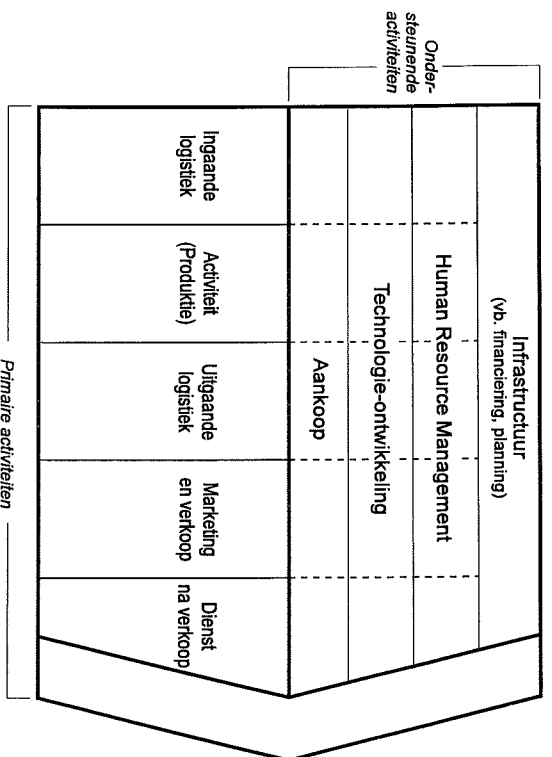 Onder-
steunende
activiteiten
Infrastructuur
(vb. financiering, planning)
Human Resource Management
Technologie-ontwikkeling
Aankoop
Ingaande
logistiek
Activiteit
(Produktie)
Uitgaande
logistiek
Marketing
en verkoop
Dienst
na verkoop
Primaire activiteiten